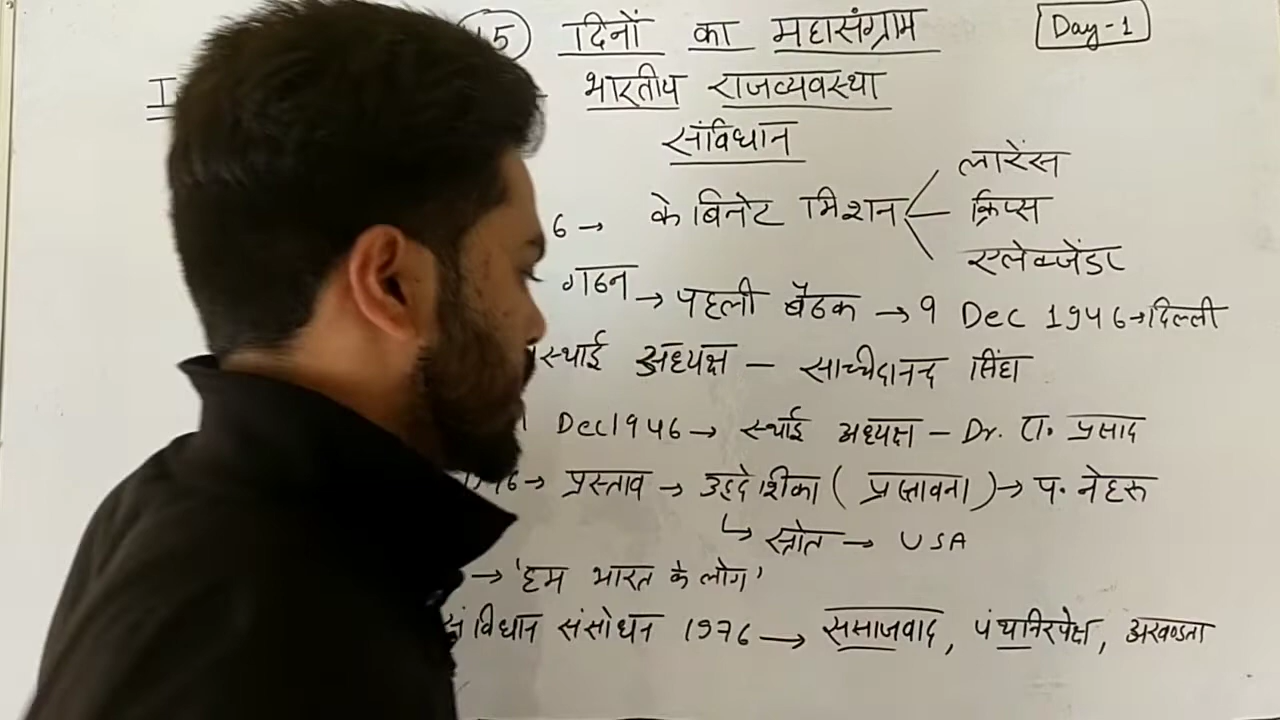 15 दिनों का महासंग्राम Day-1
I भारतीय राजव्यवस्था
संविधान
6 → केबिनेट मिशन लारेंस
क्रिप्स
एलेक्जेंडर
गठन → पहली बैठक → 9 Dec 1946 → दिल्ली
स्थाई अध्यक्ष – साच्चीदानन्द सिंहा
Dec 1946 → स्थाई अध्यक्ष – Dr. रा. प्रसाद
46 → प्रस्ताव → उद्देशीका ( प्रस्तावना ) → प. नेहरू
↳ स्त्रोत → USA
→ 'हम भारत के लोग'
संविधान संसोधन 1976 → समाजवाद, पंथनिरपेक्ष, अखण्डता